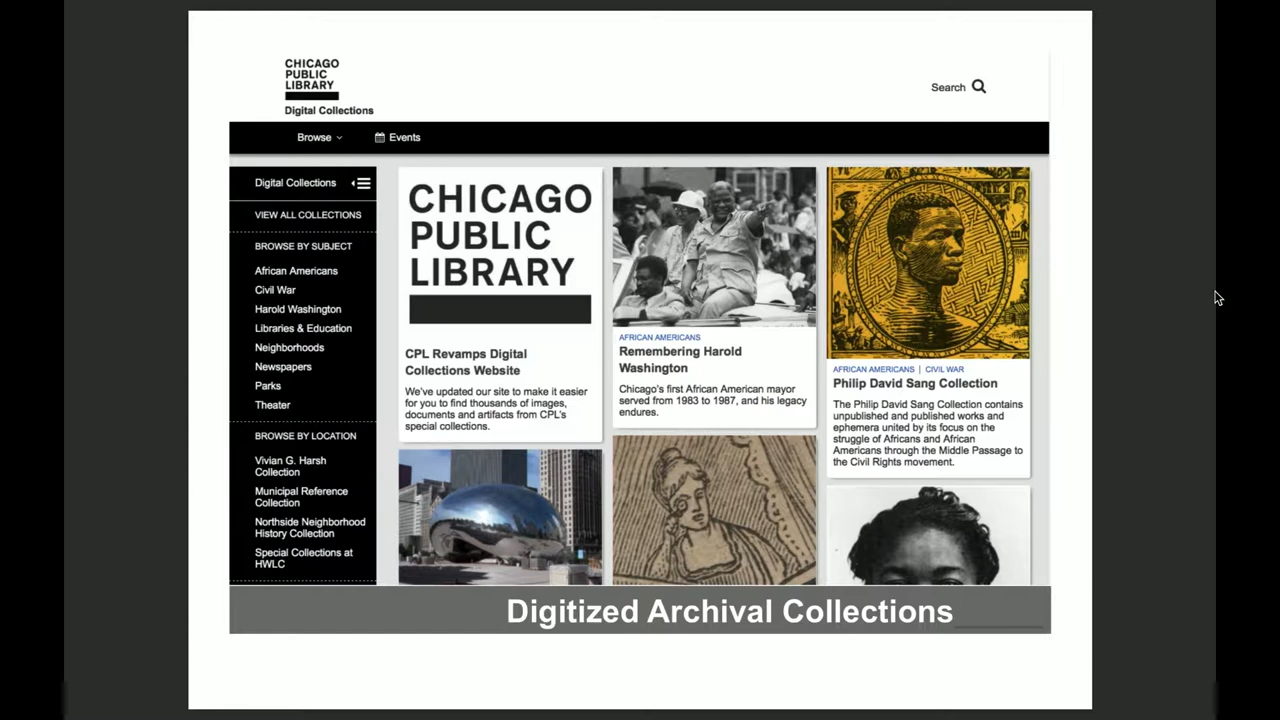 CHICAGO
PUBLIC
LIBRARY
Digital Collections
Search
Browse
Events
Digital Collections
VIEW ALL COLLECTIONS
BROWSE BY SUBJECT
African Americans
Civil War
Harold Washington
Libraries & Education
Neighborhoods
Newspapers
Parks
Theater
BROWSE BY LOCATION
Vivian G. Harsh
Collection
Municipal Reference
Collection
Northside Neighborhood
History Collection
Special Collections at
HWLC
CHICAGO
PUBLIC
LIBRARY
CPL Revamps Digital
Collections Website
We've updated our site to make it easier
for you to find thousands of images,
documents and artifacts from CPL's
special collections.
AFRICAN AMERICANS
Remembering Harold
Washington
Chicago's first African American mayor
served from 1983 to 1987, and his legacy
endures.
AFRICAN AMERICANS | CIVIL WAR
Philip David Sang Collection
The Philip David Sang Collection contains
unpublished and published works and
ephemera united by its focus on the
struggle of Africans and African
Americans through the Middle Passage to
the Civil Rights movement.
Digitized Archival Collections